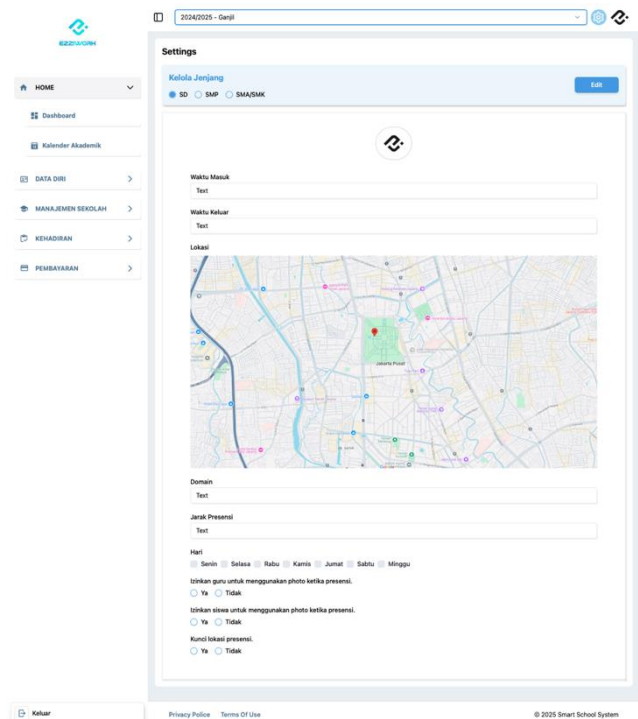 EZZIWORK
2024/2025 - Ganjil
HOME
Dashboard
Kalender Akademik
DATA DIRI
MANAJEMEN SEKOLAH
KEHADIRAN
PEMBAYARAN
Keluar
Settings
Kelola Jenjang
SD SMP SMA/SMK
Edit
Waktu Masuk
Text
Waktu Keluar
Text
Lokasi
Jakarta Pusat
Domain
Text
Jarak Presensi
Text
Hari
Senin Selasa Rabu Kamis Jumat Sabtu Minggu
Izinkan guru untuk menggunakan photo ketika presensi.
Ya Tidak
Izinkan siswa untuk menggunakan photo ketika presensi.
Ya Tidak
Kunci lokasi presensi.
Ya Tidak
Privacy Police Terms Of Use
© 2025 Smart School System